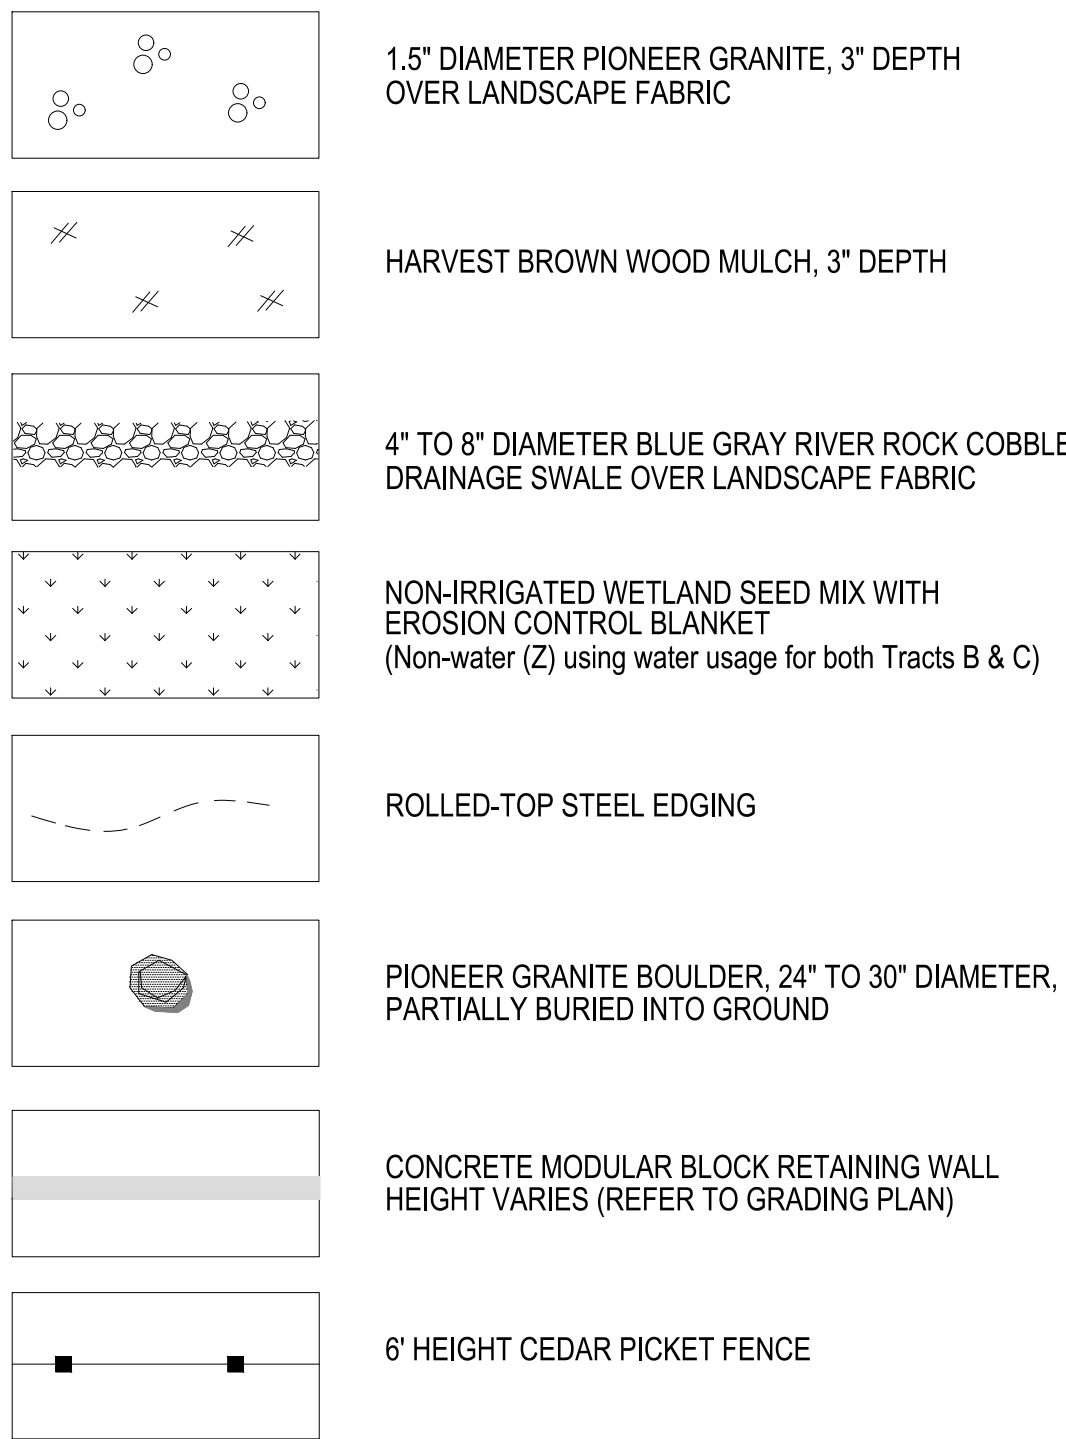 1.5" DIAMETER PIONEER GRANITE, 3" DEPTH
OVER LANDSCAPE FABRIC
HARVEST BROWN WOOD MULCH, 3" DEPTH
4" TO 8" DIAMETER BLUE GRAY RIVER ROCK COBBLE
DRAINAGE SWALE OVER LANDSCAPE FABRIC
NON-IRRIGATED WETLAND SEED MIX WITH
EROSION CONTROL BLANKET
(Non-water (Z) using water usage for both Tracts B & C)
ROLLED-TOP STEEL EDGING
PIONEER GRANITE BOULDER, 24" TO 30" DIAMETER,
PARTIALLY BURIED INTO GROUND
CONCRETE MODULAR BLOCK RETAINING WALL
HEIGHT VARIES (REFER TO GRADING PLAN)
6' HEIGHT CEDAR PICKET FENCE